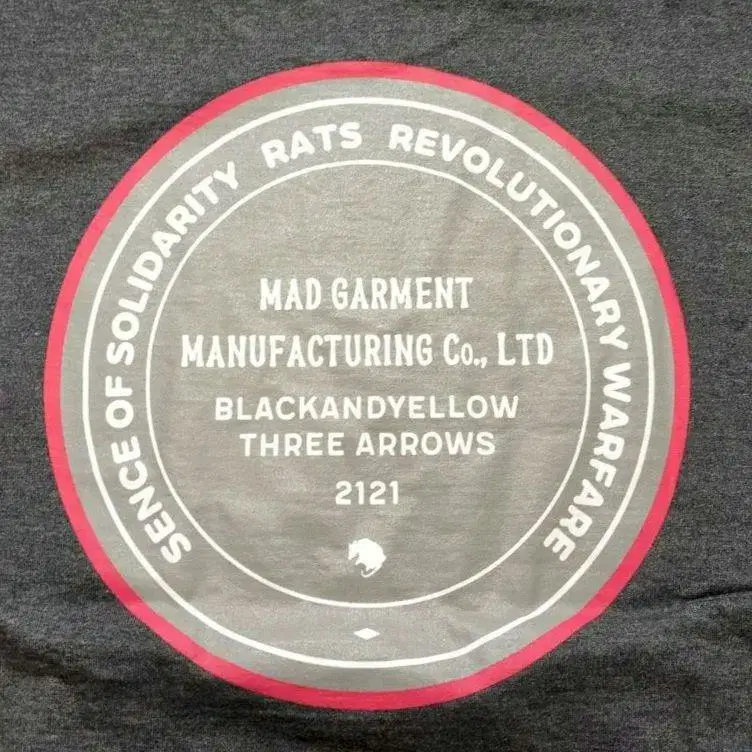 SENCE OF SOLIDARITY RATS REVOLUTIONARY WARFARE
MAD GARMENT
MANUFACTURING Co., LTD
BLACKANDYELLOW
THREE ARROWS
2121